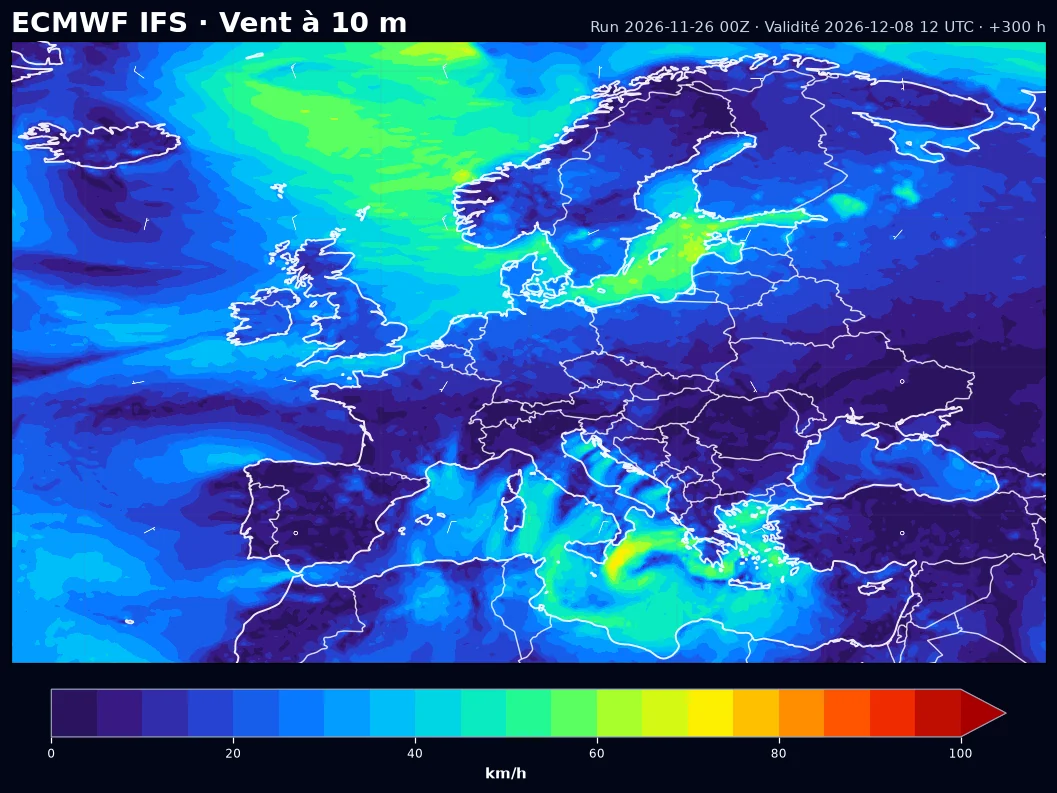 ECMWF IFS · Vent à 10 m
Run 2026-11-26 00Z · Validité 2026-12-08 12 UTC · +300 h
0 20 40 60 80 100
km/h